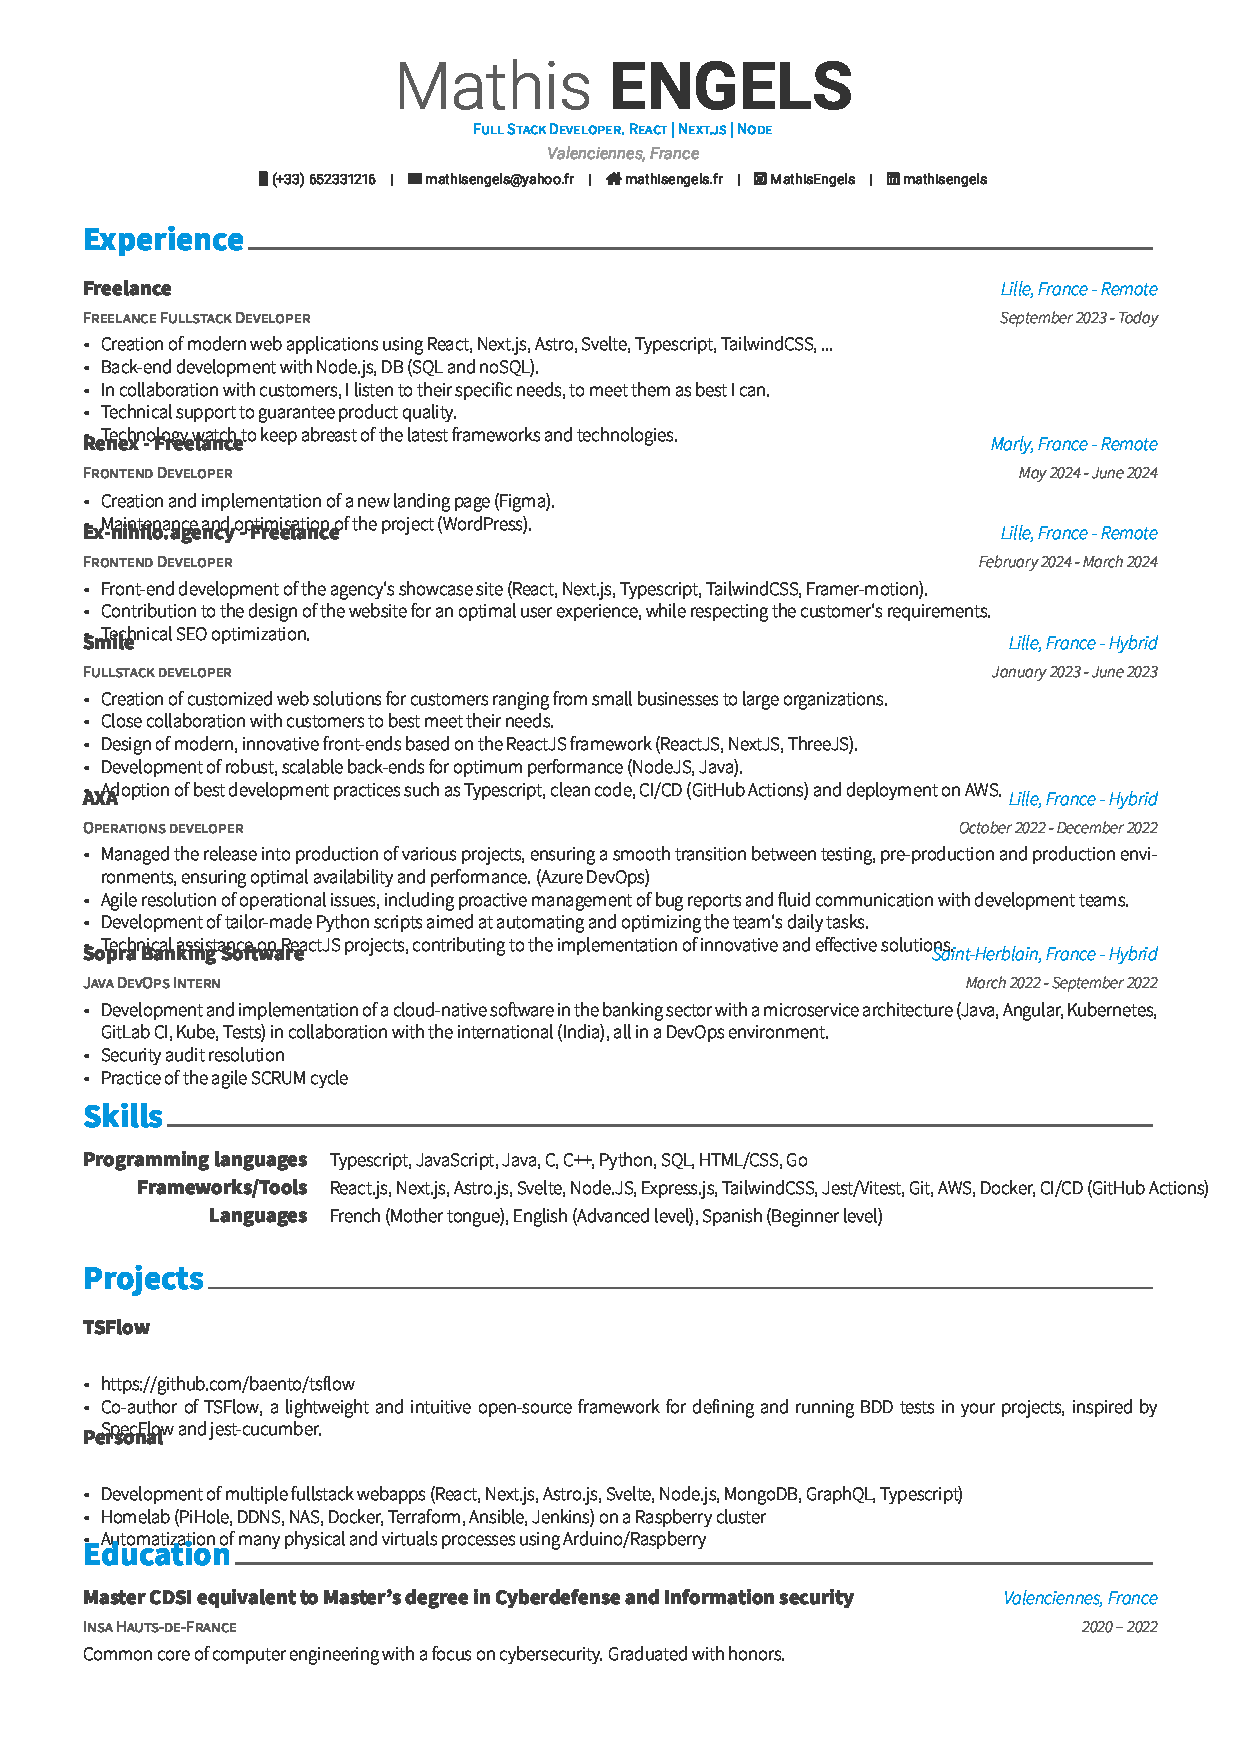 Mathis ENGELS
Full Stack Developer. React | Next.js | Node
Valenciennes, France
(+33) 652331216 | mathisengels@yahoo.fr | mathisengels.fr | MathisEngels | mathisengels
Experience
Freelance Lille, France - Remote
Freelance Fullstack Developer September 2023 - Today
• Creation of modern web applications using React, Next.js, Astro, Svelte, Typescript, TailwindCSS, ...
• Back-end development with Node.js, DB (SQL and noSQL).
• In collaboration with customers, I listen to their specific needs, to meet them as best I can.
• Technical support to guarantee product quality.
• Technology watch to keep abreast of the latest frameworks and technologies.
Renex - Freelance Marly, France - Remote
Frontend Developer May 2024 - June 2024
• Creation and implementation of a new landing page (Figma).
• Maintenance and optimisation of the project (WordPress).
Ex-nihilo.agency - Freelance Lille, France - Remote
Frontend Developer February 2024 - March 2024
• Front-end development of the agency's showcase site (React, Next.js, Typescript, TailwindCSS, Framer-motion).
• Contribution to the design of the website for an optimal user experience, while respecting the customer's requirements.
• Technical SEO optimization.
Smile Lille, France - Hybrid
Fullstack developer January 2023 - June 2023
• Creation of customized web solutions for customers ranging from small businesses to large organizations.
• Close collaboration with customers to best meet their needs.
• Design of modern, innovative front-ends based on the ReactJS framework (ReactJS, NextJS, ThreeJS).
• Development of robust, scalable back-ends for optimum performance (NodeJS, Java).
• Adoption of best development practices such as Typescript, clean code, CI/CD (GitHub Actions) and deployment on AWS.
AXA Lille, France - Hybrid
Operations developer October 2022 - December 2022
• Managed the release into production of various projects, ensuring a smooth transition between testing, pre-production and production envi-
ronments, ensuring optimal availability and performance. (Azure DevOps)
• Agile resolution of operational issues, including proactive management of bug reports and fluid communication with development teams.
• Development of tailor-made Python scripts aimed at automating and optimizing the team's daily tasks.
• Technical assistance on ReactJS projects, contributing to the implementation of innovative and effective solutions.
Sopra Banking Software Saint-Herblain, France - Hybrid
Java DevOps Intern March 2022 - September 2022
• Development and implementation of a cloud-native software in the banking sector with a microservice architecture (Java, Angular, Kubernetes,
GitLab CI, Kube, Tests) in collaboration with the international (India), all in a DevOps environment.
• Security audit resolution
• Practice of the agile SCRUM cycle
Skills
Programming languages Typescript, JavaScript, Java, C, C++, Python, SQL, HTML/CSS, Go
Frameworks/Tools React.js, Next.js, Astro.js, Svelte, Node.JS, Express.js, TailwindCSS, Jest/Vitest, Git, AWS, Docker, CI/CD (GitHub Actions)
Languages French (Mother tongue), English (Advanced level), Spanish (Beginner level)
Projects
TSFlow
• https://github.com/baento/tsflow
• Co-author of TSFlow, a lightweight and intuitive open-source framework for defining and running BDD tests in your projects, inspired by
SpecFlow and jest-cucumber.
Personal
• Development of multiple fullstack webapps (React, Next.js, Astro.js, Svelte, Node.js, MongoDB, GraphQL, Typescript)
• Homelab (PiHole, DDNS, NAS, Docker, Terraform, Ansible, Jenkins) on a Raspberry cluster
• Automatization of many physical and virtuals processes using Arduino/Raspberry
Education
Master CDSI equivalent to Master’s degree in Cyberdefense and Information security Valenciennes, France
Insa Hauts-de-France 2020 – 2022
Common core of computer engineering with a focus on cybersecurity. Graduated with honors.